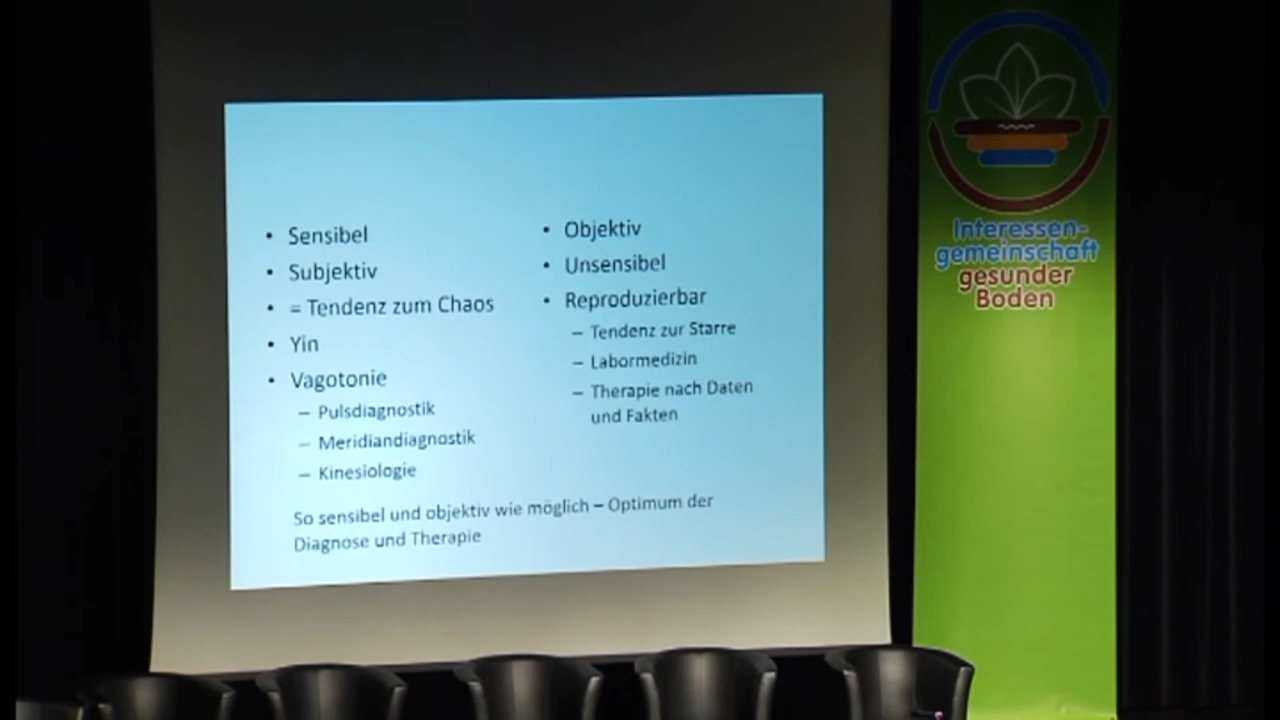 • Sensibel
• Subjektiv
• = Tendenz zum Chaos
• Yin
• Vagotonie
– Pulsdiagnostik
– Meridiandiagnostik
– Kinesiologie
• Objektiv
• Unsensibel
• Reproduzierbar
– Tendenz zur Starre
– Labormedizin
– Therapie nach Daten
und Fakten
So sensibel und objektiv wie möglich – Optimum der
Diagnose und Therapie
Interessen-
gemeinschaft
gesunder
Boden